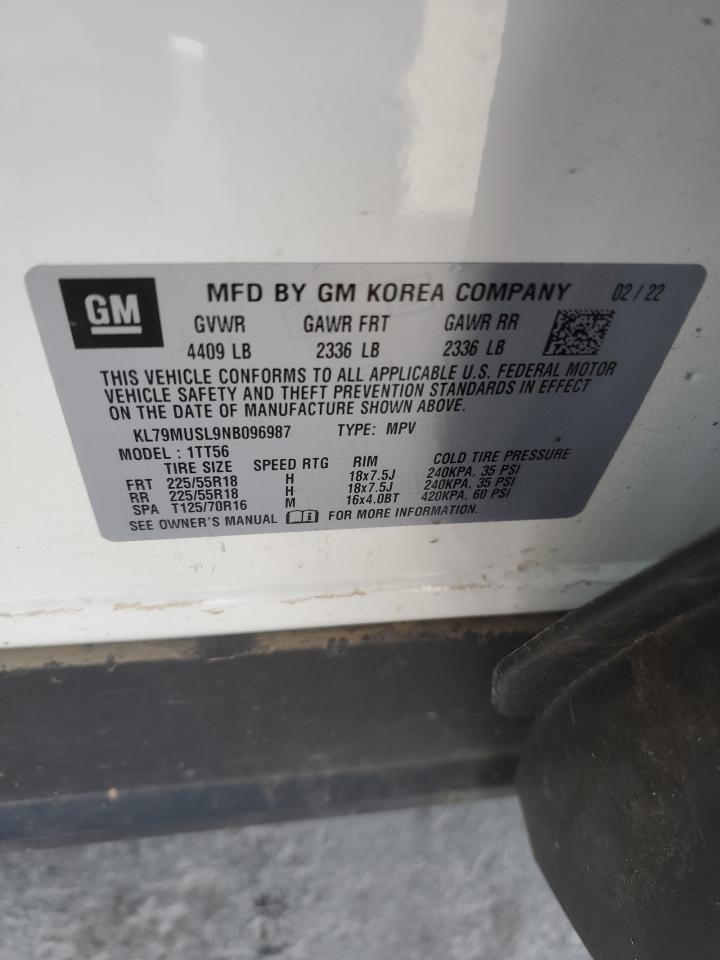 GM MFD BY GM KOREA COMPANY 02/22
GVWR GAWR FRT GAWR RR
4409 LB 2336 LB 2336 LB
THIS VEHICLE CONFORMS TO ALL APPLICABLE U.S. FEDERAL MOTOR
VEHICLE SAFETY AND THEFT PREVENTION STANDARDS IN EFFECT
ON THE DATE OF MANUFACTURE SHOWN ABOVE.
KL79MUSL9NB096987 TYPE: MPV
MODEL : 1TT56
TIRE SIZE SPEED RTG RIM COLD TIRE PRESSURE
FRT 225/55R18 H 18x7.5J 240KPA, 35 PSI
RR 225/55R18 H 18x7.5J 240KPA, 35 PSI
SPA T125/70R16 M 16x4.0BT 420KPA, 60 PSI
SEE OWNER'S MANUAL FOR MORE INFORMATION.